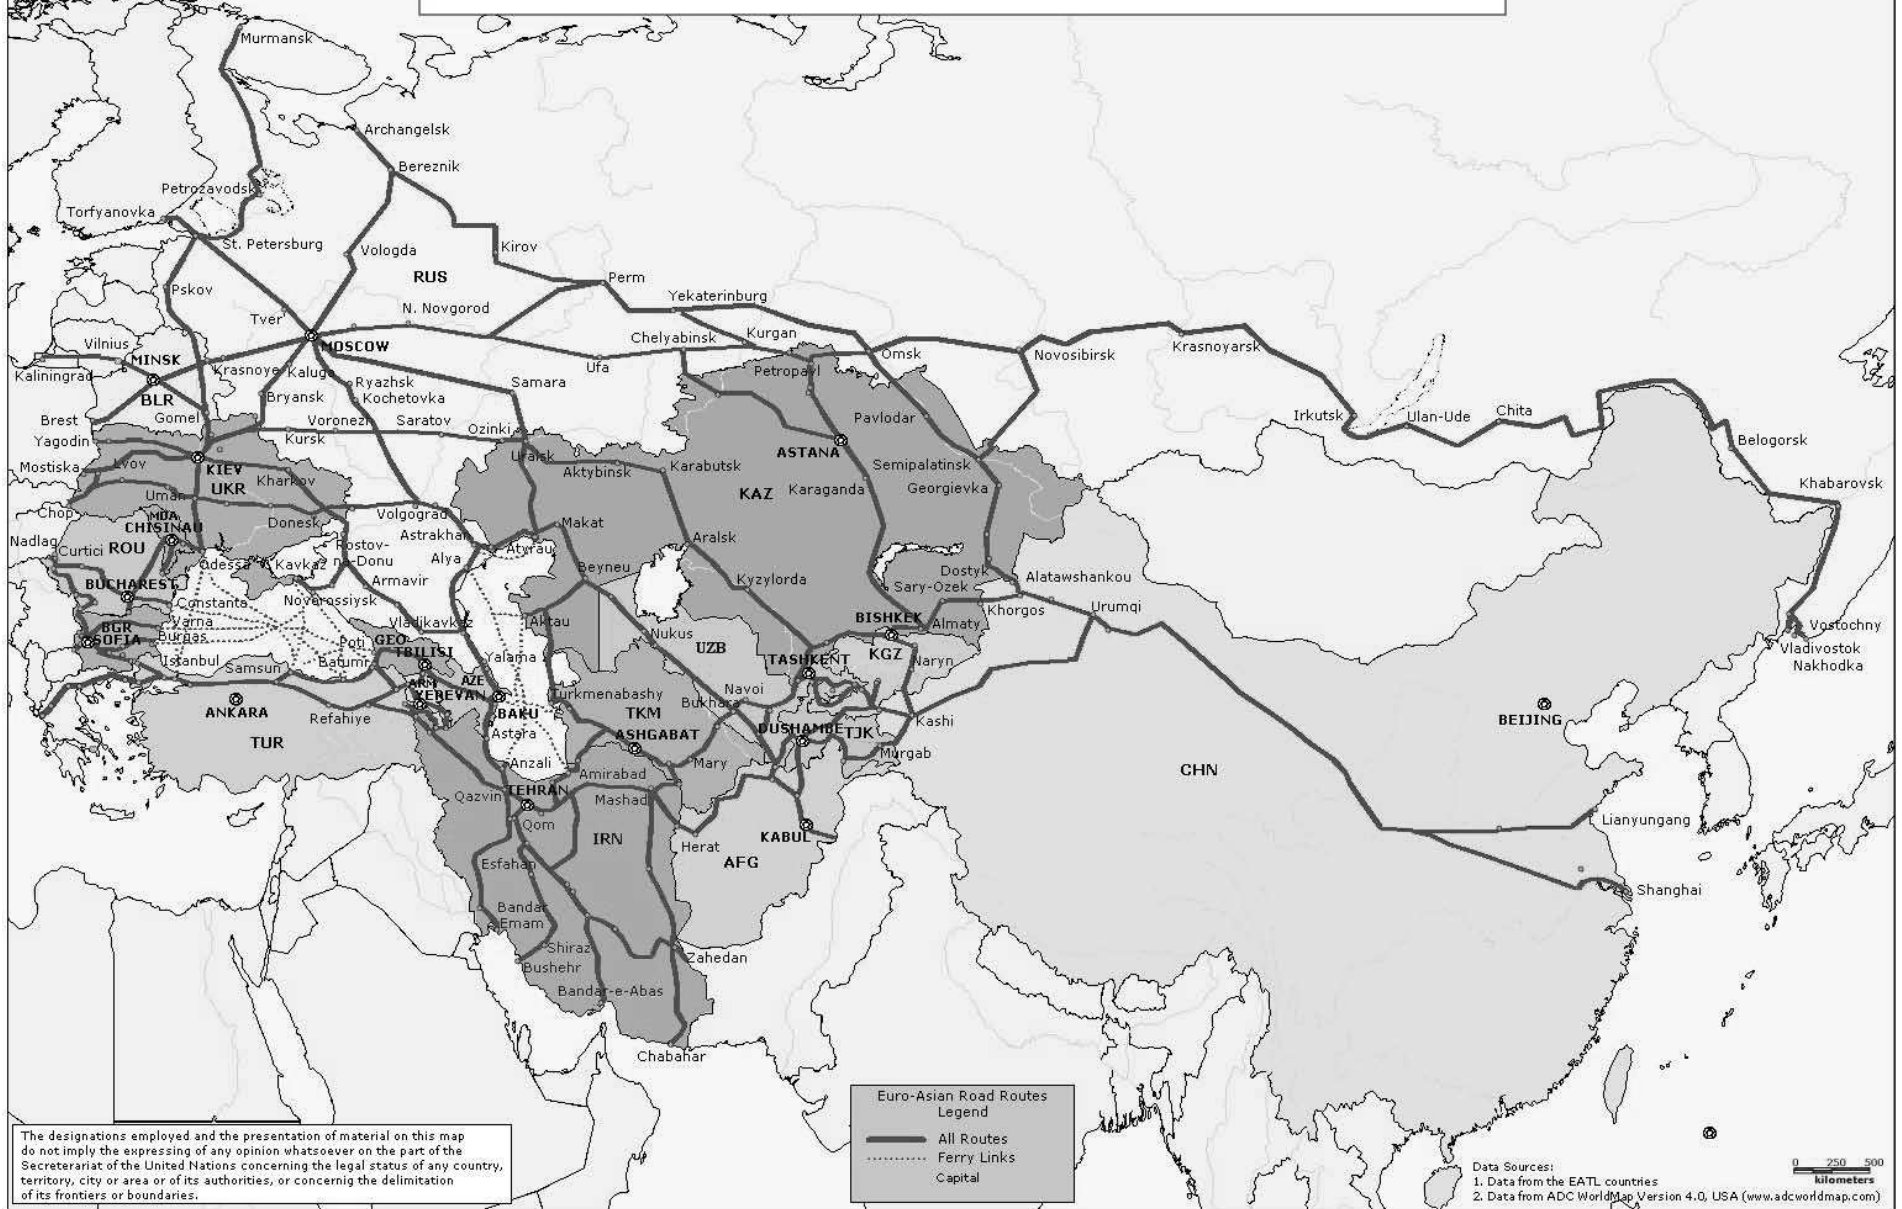 Murmansk
Archangelsk
Bereznik
Petrozavodsk
Torfyanovka
St. Petersburg
Vologda
Kirov
RUS
Perm
Pskov
Yekaterinburg
N. Novgorod
Tver
Chelyabinsk
Kurgan
Vilnius
MINSK
MOSCOW
Omsk
Novosibirsk
Krasnoyarsk
Kaliningrad
Krasnoye
Kaluga
Ufa
Petropavl
Ryazhsk
Samara
BLR
Bryansk
Kochetovka
Brest
Gomel
Voronezh
Saratov
Ozinki
Pavlodar
Irkutsk
Ulan-Ude
Chita
Yagodin
Kursk
Belogorsk
Mostiska
Lvov
KIEV
Uralsk
Aktybinsk
Karabutsk
ASTANA
Semipalatinsk
UKR
Kharkov
KAZ
Karaganda
Georgievka
Khabarovsk
Uman
Chop
MDA
CHISINAU
Donesk
Volgograd
Makat
Nadlag
Curtici
ROU
Astrakhan
Rostov-
na-Donu
Alya
Atyrau
Aralsk
Odessa
Kavkaz
Beyneu
Dostyk
Alatawshankou
BUCHAREST
Armavir
Kyzylorda
Sary-Ozek
Constanta
Novorossiysk
Khorgos
Urumqi
BGR
Varna
Vladikavkaz
Aktau
BISHKEK
Almaty
Vostochny
SOFIA
Burgas
Poti
GEO
TBILISI
Nukus
UZB
KGZ
Vladivostok
Nakhodka
Istanbul
Samsun
Batumi
Yalama
TASHKENT
Naryn
ARM
YEREVAN
AZE
Turkmenabashy
Navoi
ANKARA
Refahiye
BAKU
TKM
Bukhara
Kashi
BEIJING
TUR
Astara
ASHGABAT
DUSHAMBE
TJK
Anzali
Mary
Murgab
CHN
Amirabad
Qazvin
TEHRAN
Mashad
Qom
IRN
Herat
KABUL
Lianyungang
AFG
Esfahan
Shanghai
Bandar
Emam
Shiraz
Bushehr
Zahedan
Bandar-e-Abas
Chabahar
Euro-Asian Road Routes
Legend
All Routes
Ferry Links
Capital
The designations employed and the presentation of material on this map
do not imply the expressing of any opinion whatsoever on the part of the
Secreterariat of the United Nations concerning the legal status of any country,
territory, city or area or of its authorities, or concernig the delimitation
of its frontiers or boundaries.
0 250 500
kilometers
Data Sources:
1. Data from the EATL countries
2. Data from ADC WorldMap Version 4.0, USA (www.adcworldmap.com)